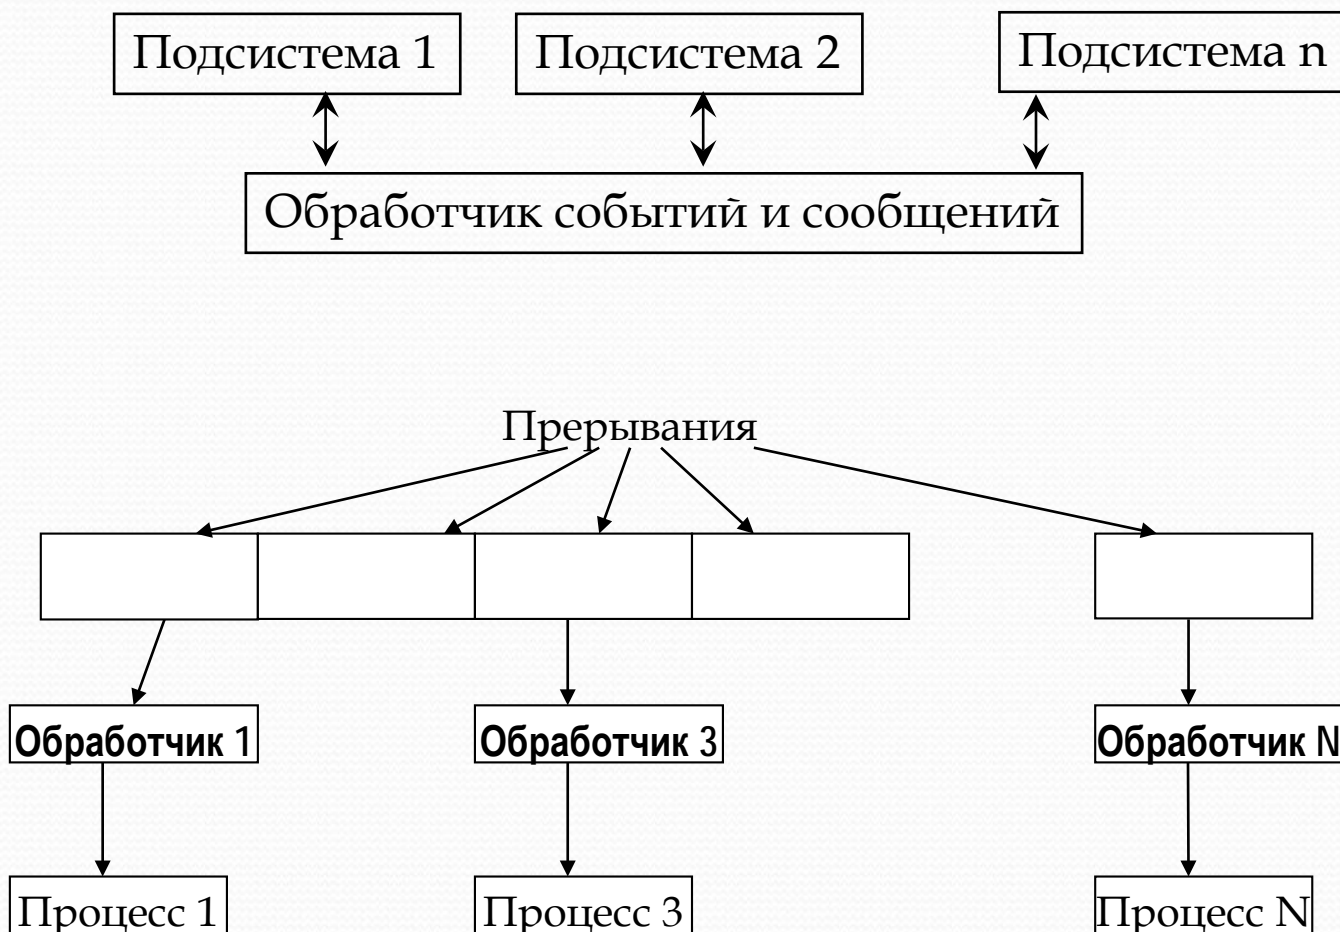 Подсистема 1 Подсистема 2 Подсистема n
Обработчик событий и сообщений
Прерывания
Обработчик 1 Обработчик 3 Обработчик N
Процесс 1 Процесс 3 Процесс N